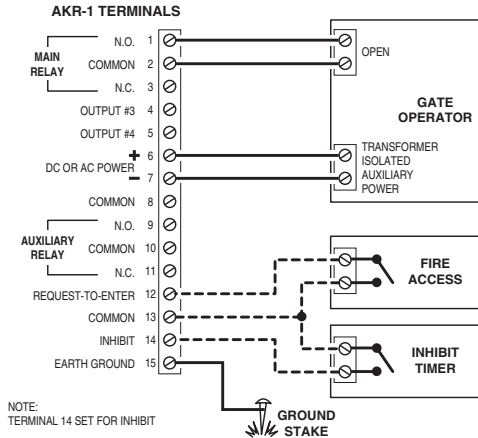 AKR-1 TERMINALS
MAIN
RELAY
N.O. 1
COMMON 2
N.C. 3
OUTPUT #3 4
OUTPUT #4 5
+ 6
DC OR AC POWER
– 7
COMMON 8
AUXILIARY
RELAY
N.O. 9
COMMON 10
N.C. 11
REQUEST-TO-ENTER 12
COMMON 13
INHIBIT 14
EARTH GROUND 15
OPEN
GATE
OPERATOR
TRANSFORMER
ISOLATED
AUXILIARY
POWER
FIRE
ACCESS
INHIBIT
TIMER
GROUND
STAKE
NOTE:
TERMINAL 14 SET FOR INHIBIT